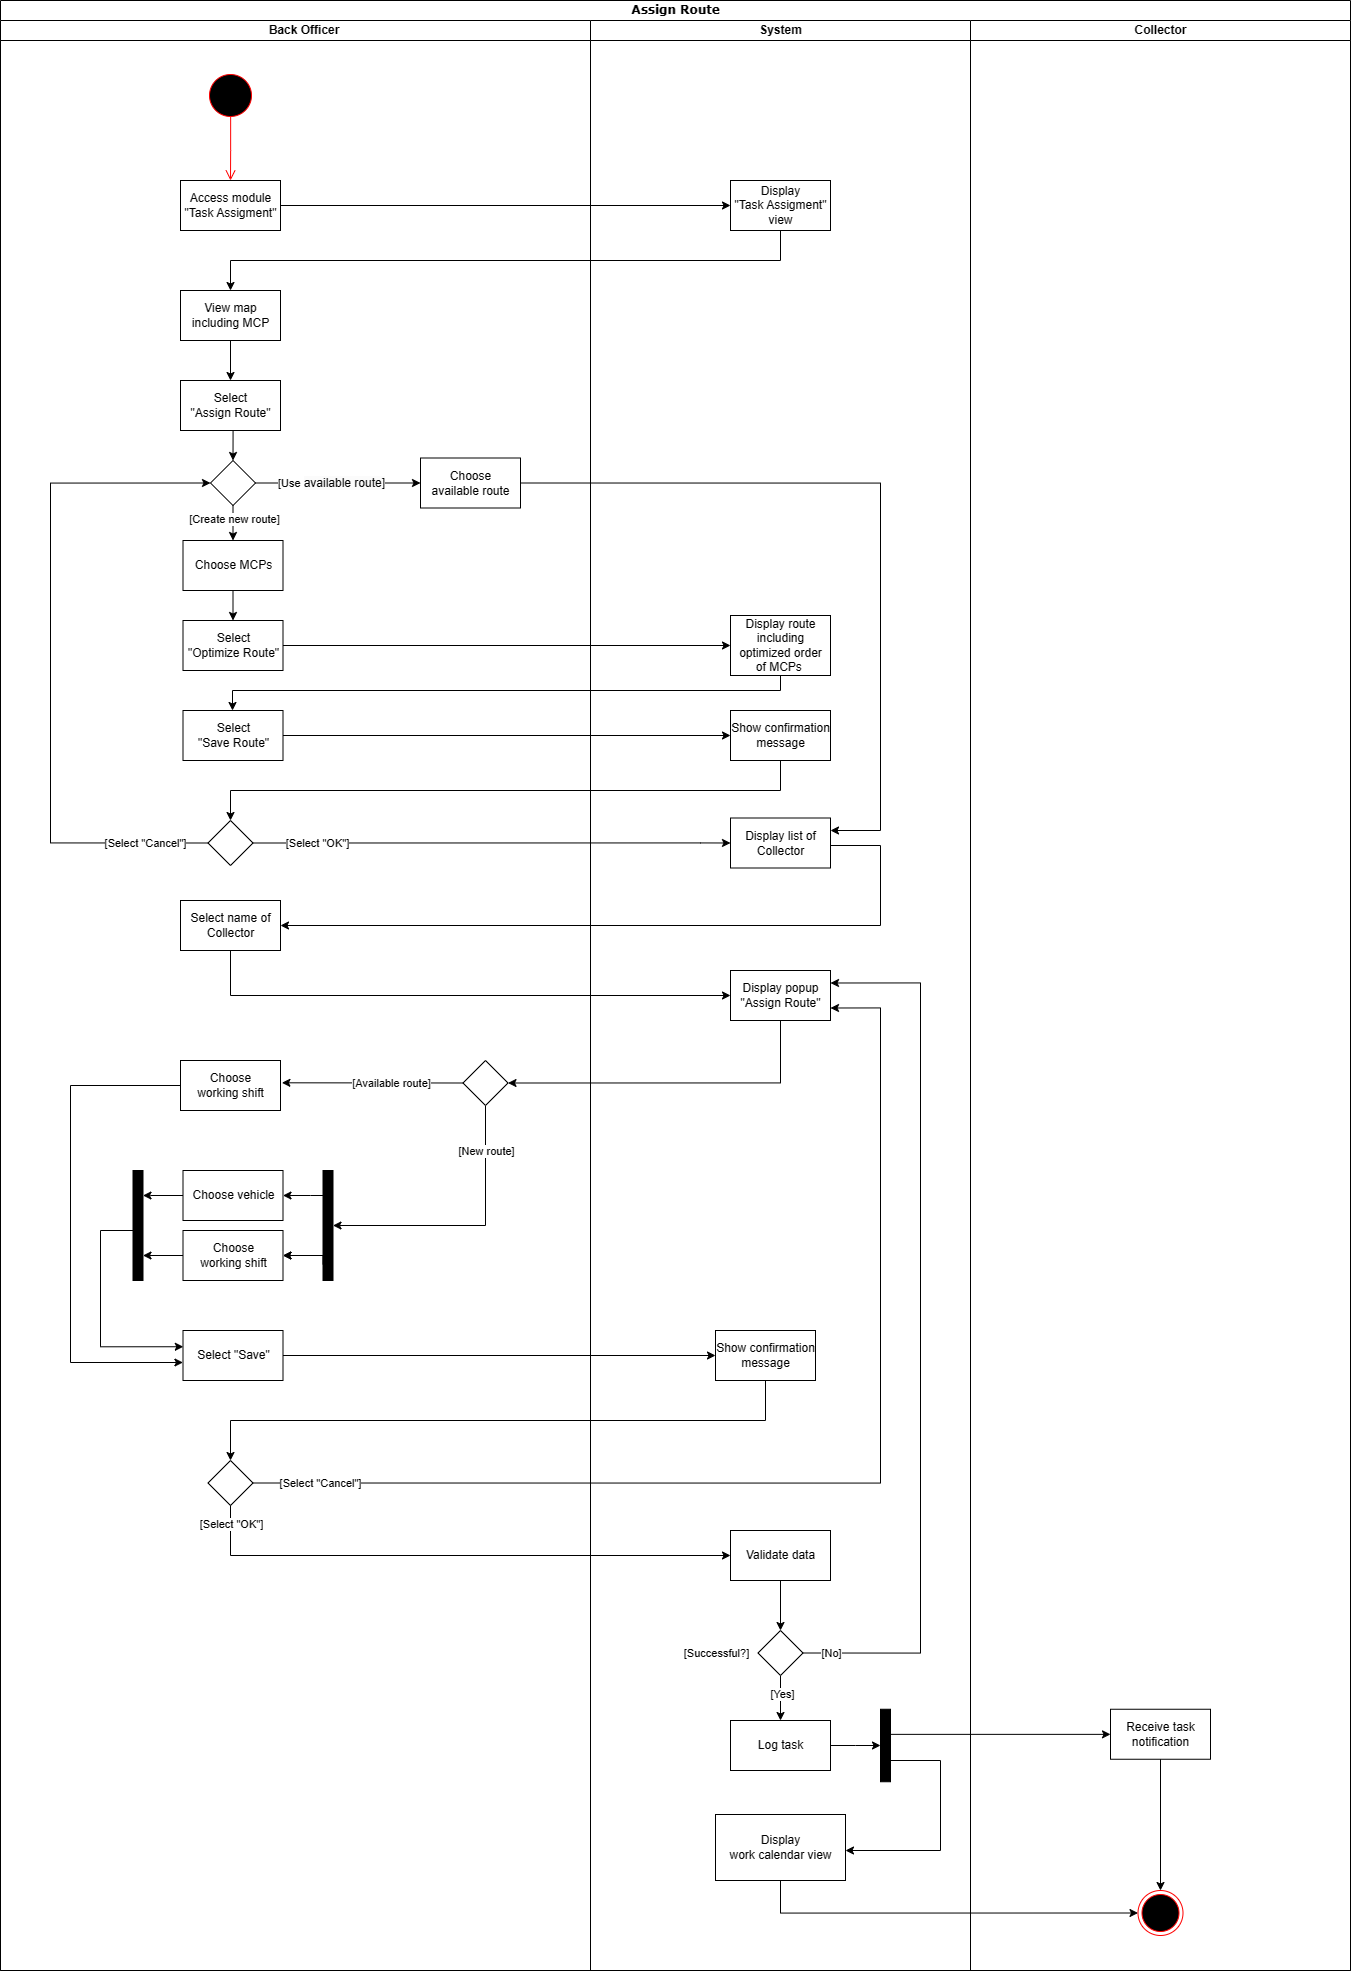 Assign Route
Back Officer
System
Collector
Access module
"Task Assigment"
Display
"Task Assigment"
view
View map
including MCP
Select
"Assign Route"
[Use available route]
Choose
available route
[Create new route]
Choose MCPs
Select
"Optimize Route"
Display route
including
optimized order
of MCPs
Select
"Save Route"
Show confirmation
message
[Select "Cancel"]
[Select "OK"]
Display list of
Collector
Select name of
Collector
Display popup
"Assign Route"
Choose
working shift
[Available route]
[New route]
Choose vehicle
Choose
working shift
Select "Save"
Show confirmation
message
[Select "Cancel"]
[Select "OK"]
Validate data
[Successful?]
[No]
[Yes]
Log task
Receive task
notification
Display
work calendar view